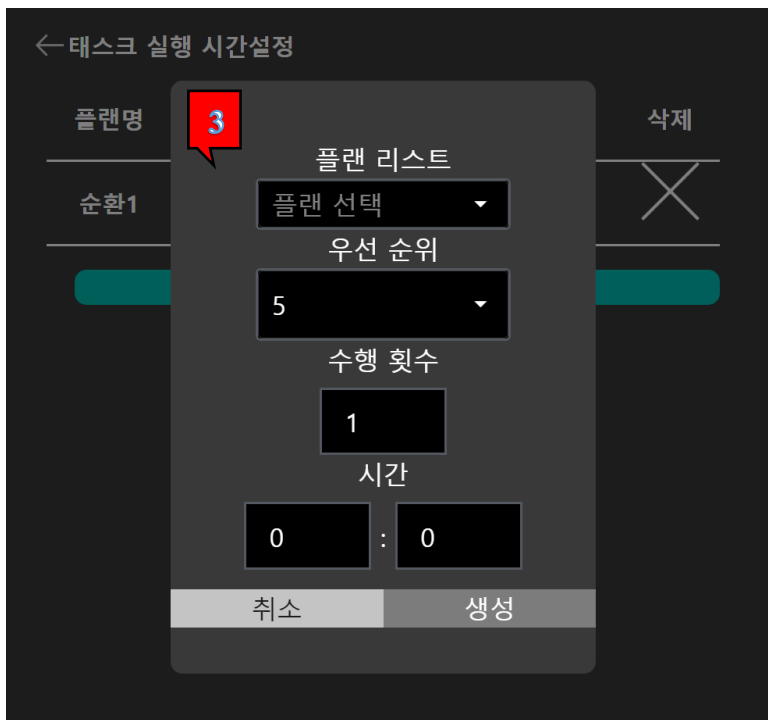 태스크 실행 시간설정
플랜명
3
삭제
플랜 리스트
순환1
플랜 선택
우선 순위
5
수행 횟수
1
시간
0 : 0
취소 생성